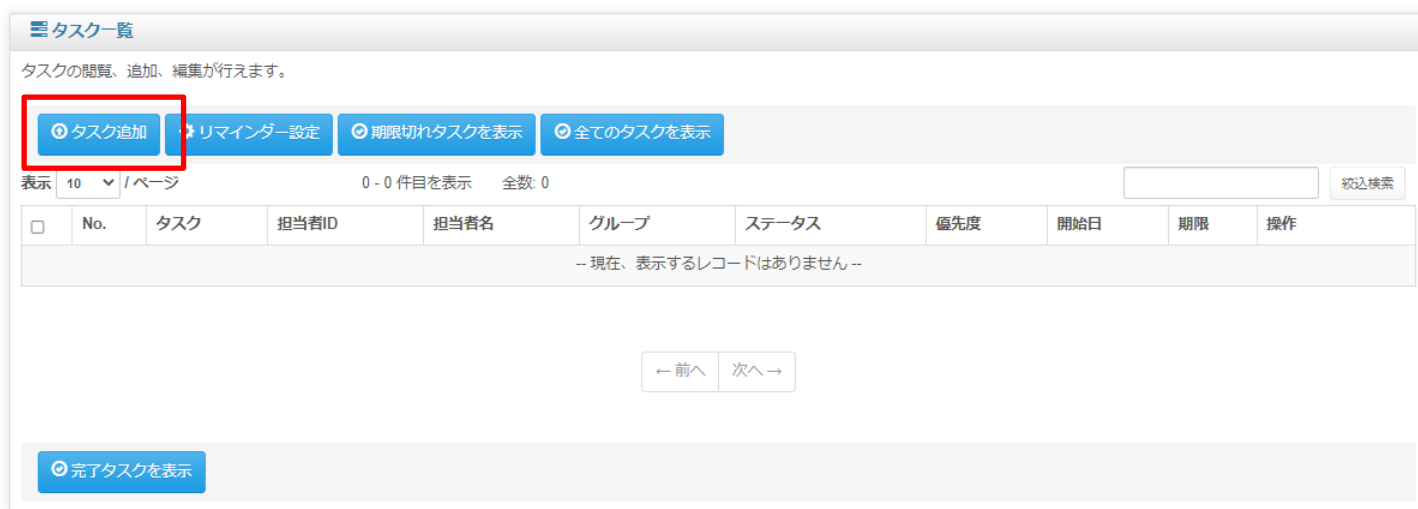 タスク一覧
タスクの閲覧、追加、編集が行えます。
タスク追加 リマインダー設定 期限切れタスクを表示 全てのタスクを表示
表示 10 / ページ 0 - 0 件目を表示 全数: 0 絞込検索
No. タスク 担当者ID 担当者名 グループ ステータス 優先度 開始日 期限 操作
-- 現在、表示するレコードはありません --
← 前へ 次へ →
完了タスクを表示